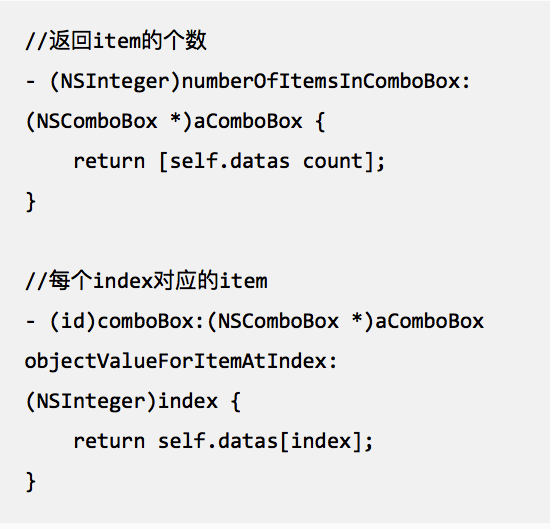 //返回item的个数
- (NSInteger)numberOfItemsInComboBox:
(NSComboBox *)aComboBox {
    return [self.datas count];
}

//每个index对应的item
- (id)comboBox:(NSComboBox *)aComboBox
objectValueForItemAtIndex:
(NSInteger)index {
    return self.datas[index];
}